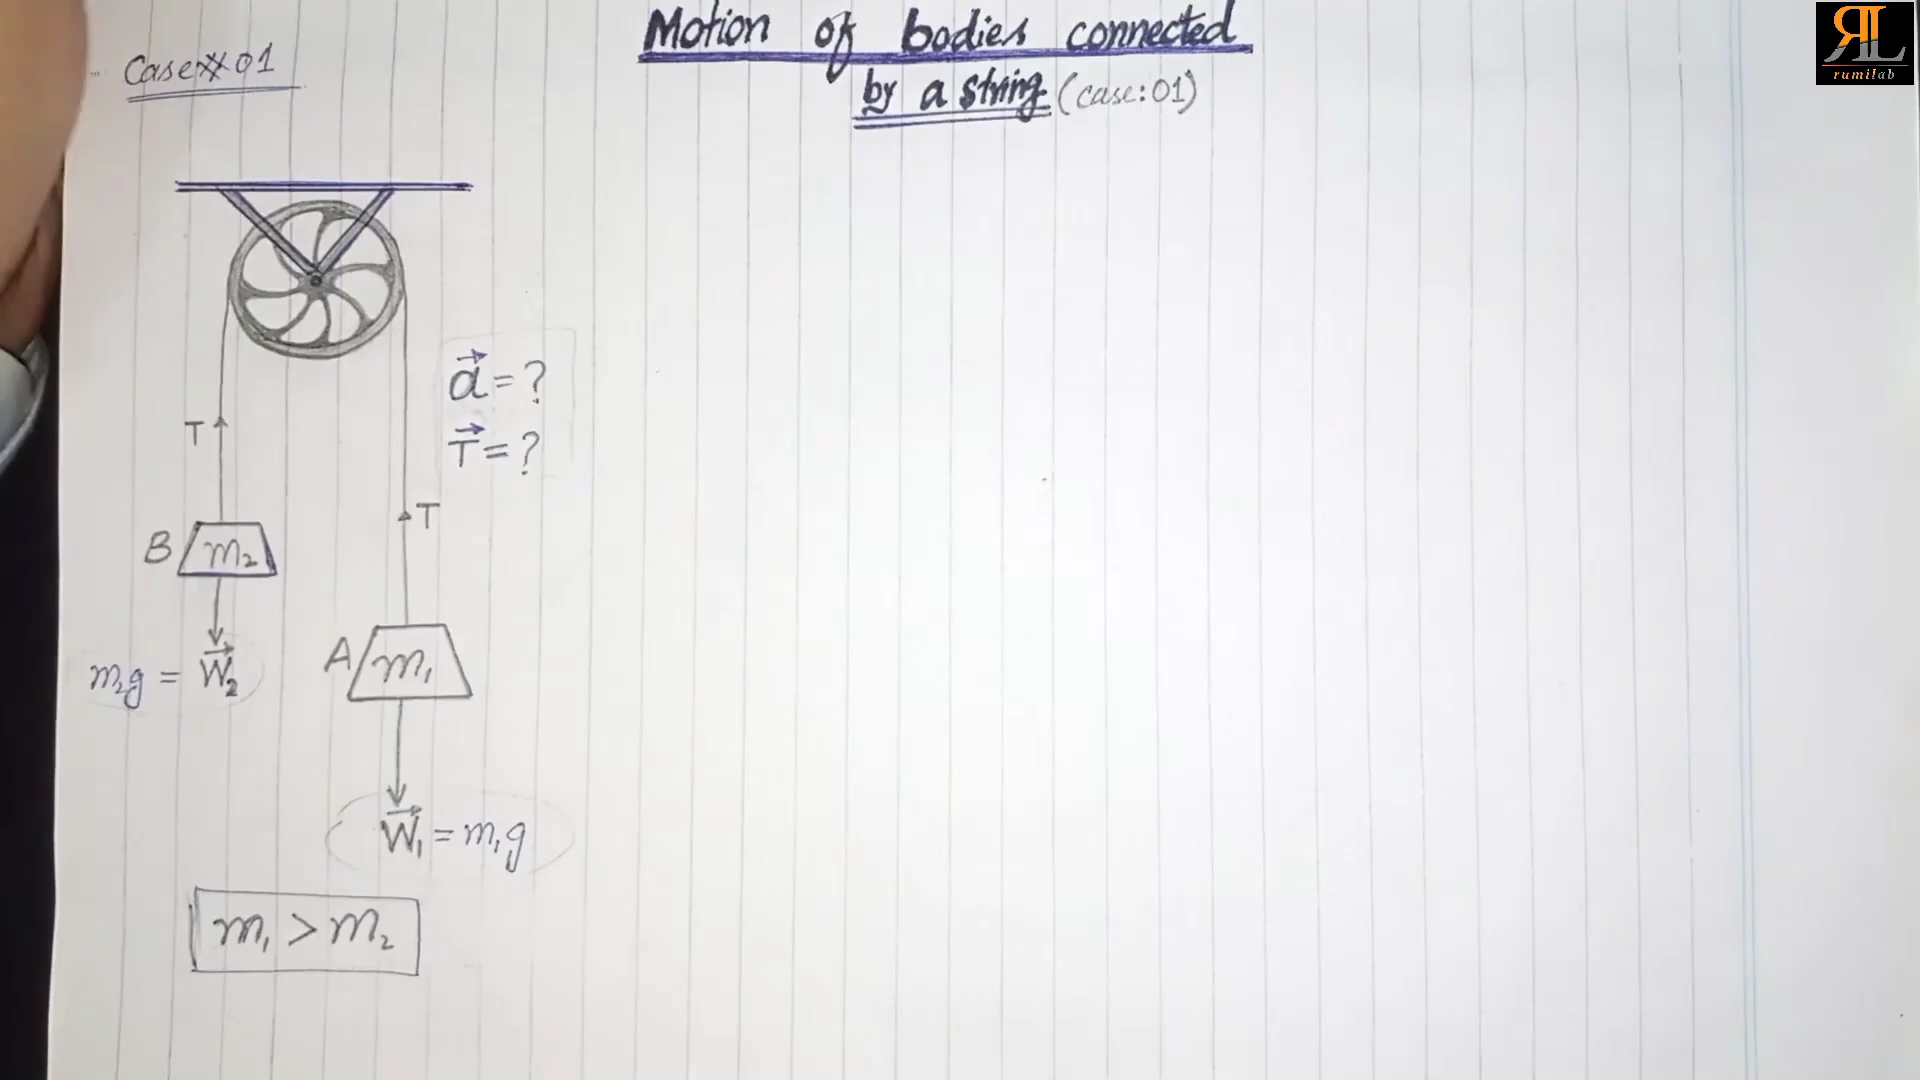 Motion of bodies connected
by a string (case:01)
Case#01
a = ?
T = ?
T
T
B
m₂
A
m₁
m₂g = W₂
W₁ = m₁g
m₁ > m₂
RL
rumilab